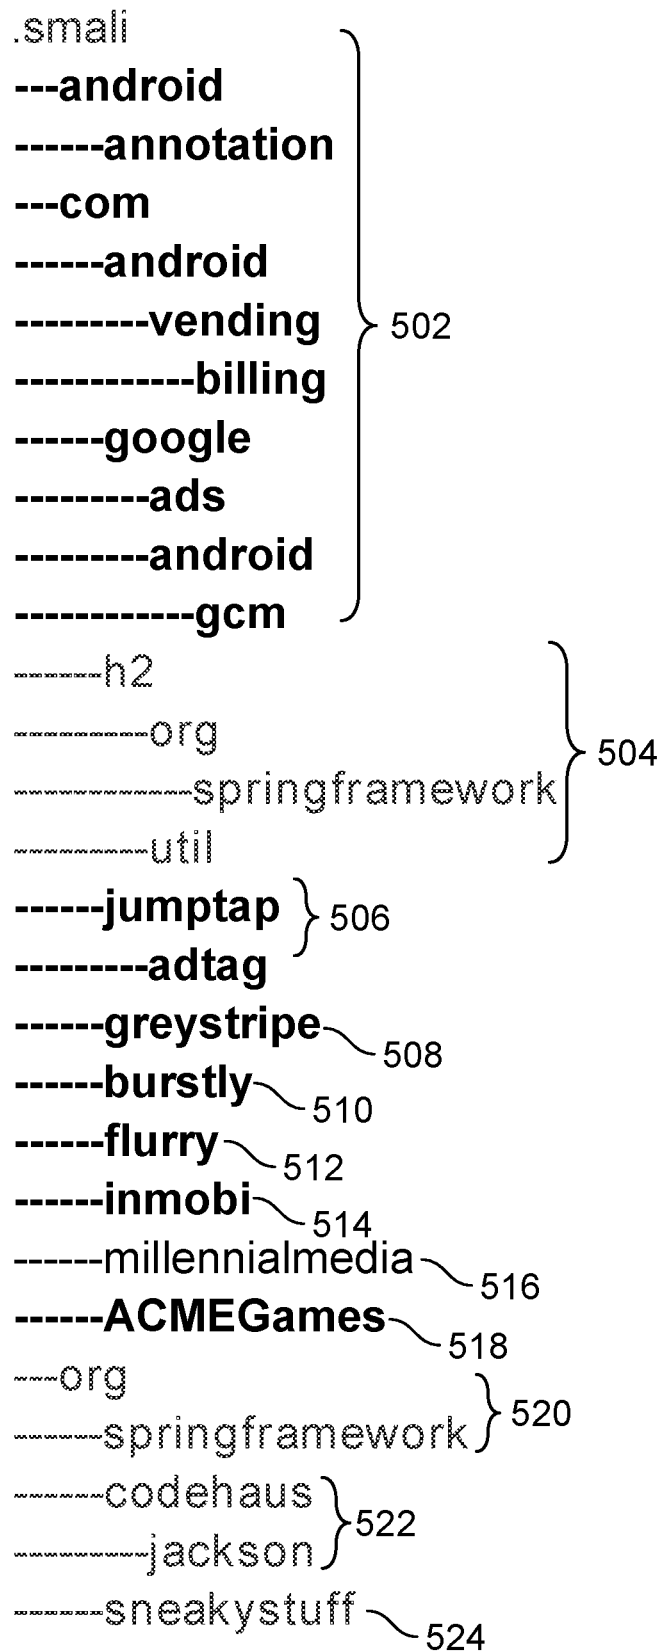 .smali
---android
------annotation
---com
------android
---------vending
502
------------billing
------google
---------ads
---------android
------------gcm
------h2
---------org
504
------------springframework
---------util
------jumptap
506
---------adtag
------greystripe
508
------burstly
510
------flurry
512
------inmobi
514
------millennialmedia
516
------ACMEGames
518
---org
520
------springframework
------codehaus
522
---------jackson
------sneakystuff
524